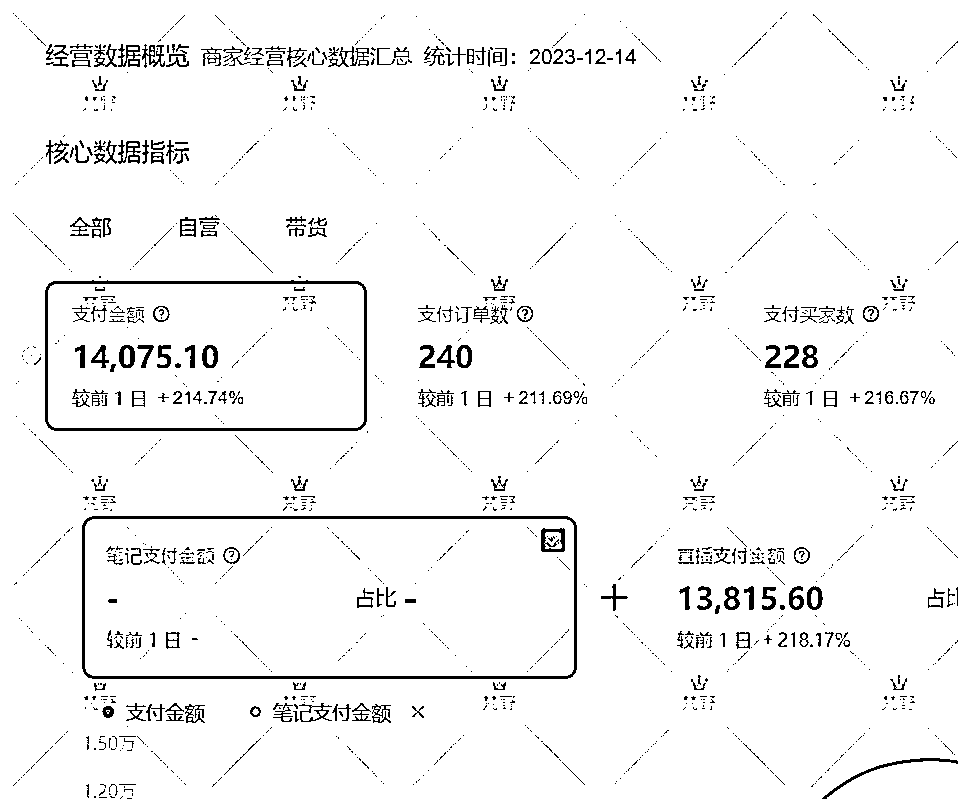 经营数据概览 商家经营核心数据汇总 统计时间：2023-12-14
核心数据指标
全部 自营 带货
支付金额 支付订单数 支付买家数
14,075.10 240 228
较前 1 日 +214.74% 较前 1 日 +211.69% 较前 1 日 +216.67%
笔记支付金额 直播支付金额
- 占比 - + 13,815.60 占比
较前 1 日 - 较前 1 日 +218.17%
支付金额 笔记支付金额 ×
1.50万
1.20万